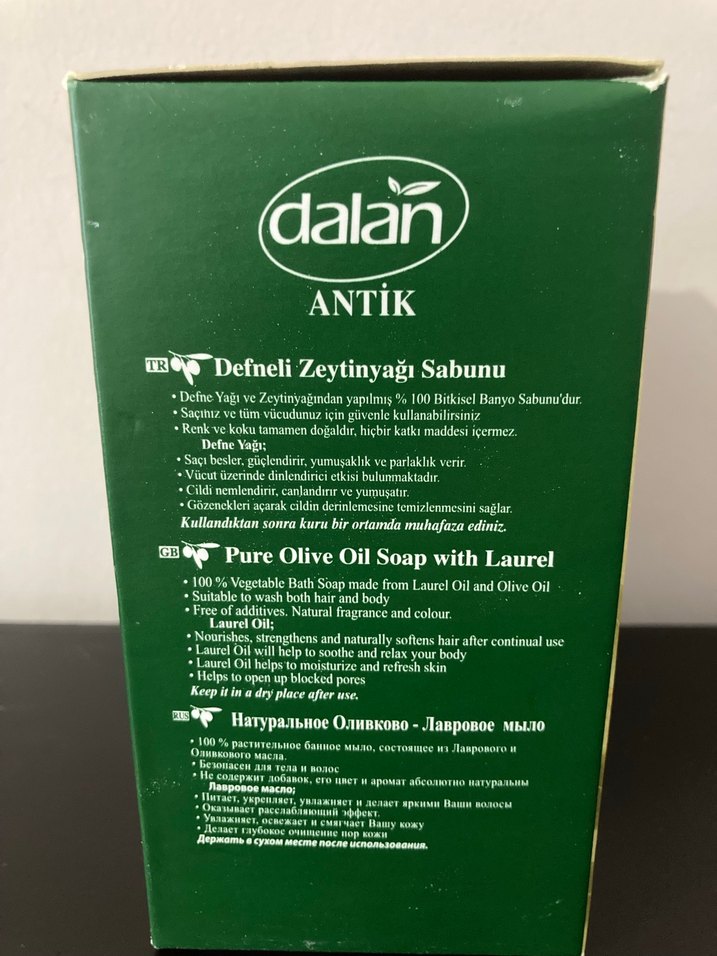 dalan
ANTİK
TR Defneli Zeytinyağı Sabunu
• Defne Yağı ve Zeytinyağından yapılmış % 100 Bitkisel Banyo Sabunu'dur.
• Saçınız ve tüm vücudunuz için güvenle kullanabilirsiniz
• Renk ve koku tamamen doğaldır, hiçbir katkı maddesi içermez.
Defne Yağı;
• Saçı besler, güçlendirir, yumuşaklık ve parlaklık verir.
• Vücut üzerinde dinlendirici etkisi bulunmaktadır.
• Cildi nemlendirir, canlandırır ve yumuşatır.
• Gözenekleri açarak cildin derinlemesine temizlenmesini sağlar.
Kullandıktan sonra kuru bir ortamda muhafaza ediniz.
GB Pure Olive Oil Soap with Laurel
• 100 % Vegetable Bath Soap made from Laurel Oil and Olive Oil
• Suitable to wash both hair and body
• Free of additives. Natural fragrance and colour.
Laurel Oil;
• Nourishes, strengthens and naturally softens hair after continual use
• Laurel Oil will help to soothe and relax your body
• Laurel Oil helps to moisturize and refresh skin
• Helps to open up blocked pores
Keep it in a dry place after use.
RUS Натуральное Оливково - Лавровое мыло
• 100 % растительное банное мыло, состоящее из Лаврового и
Оливкового масла.
• Безопасен для тела и волос
• Не содержит добавок, его цвет и аромат абсолютно натуральны
Лавровое масло;
• Питает, укрепляет, увлажняет и делает яркими Ваши волосы
• Оказывает расслабляющий эффект.
• Увлажняет, освежает и смягчает Вашу кожу
• Делает глубокое очищение пор кожи
Держать в сухом месте после использования.